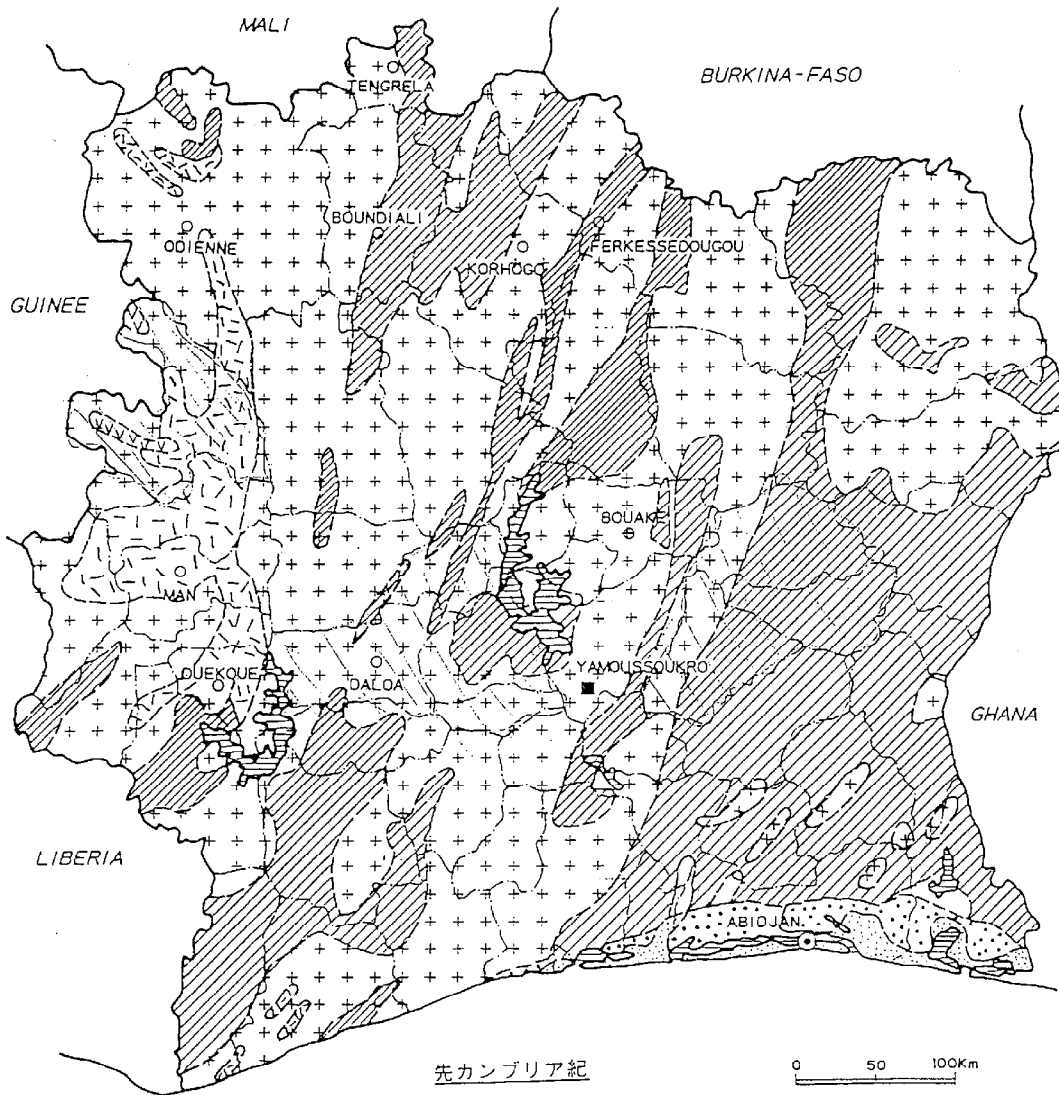 MALI
BURKINA-FASO
TENGRELA
BOUNDIALI
ODIENNE
FERKESSEDOUGOU
KORHOGO
GUINEE
BOUAKE
MAN
YAMOUSSOUKRO
DUEKOUE
DALOA
GHANA
LIBERIA
ABIDJAN
先カンブリア紀
0 50 100Km